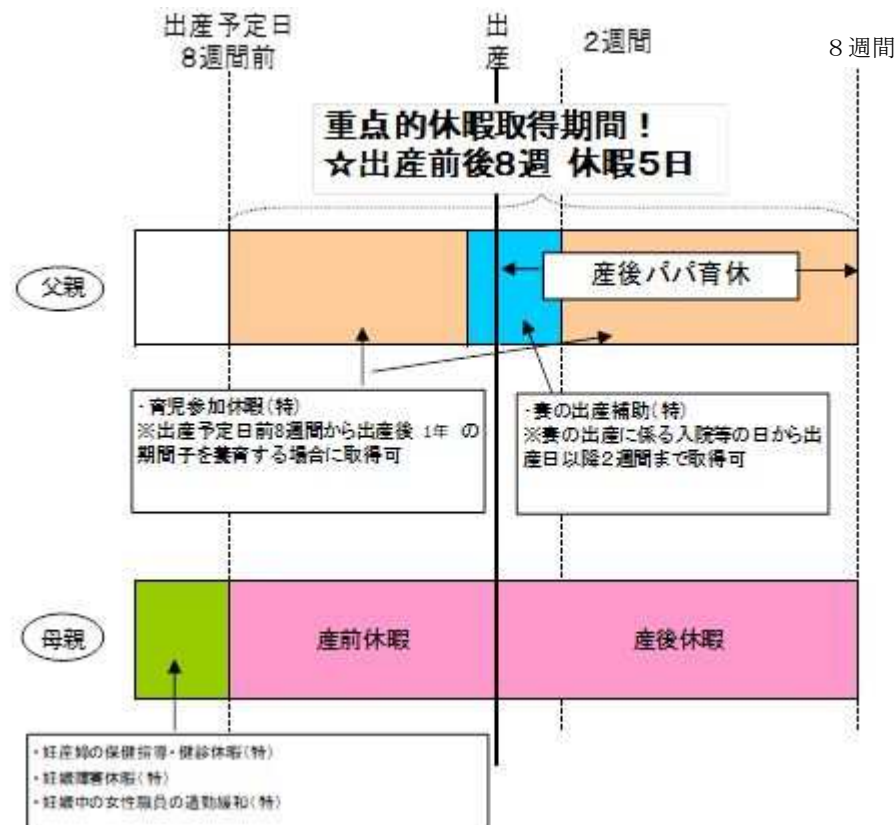 出産予定日
8週間前
出
産
2週間
８週間
重点的休暇取得期間！
☆出産前後8週 休暇5日
父親
産後パパ育休
・育児参加休暇(特)
※出産予定日前8週間から出産後 1年 の
期間子を養育する場合に取得可
・妻の出産補助(特)
※妻の出産に係る入院等の日から出
産日以降2週間まで取得可
母親
産前休暇
産後休暇
・妊産婦の保健指導・健診休暇(特)
・妊娠障害休暇(特)
・妊娠中の女性職員の通勤緩和(特)